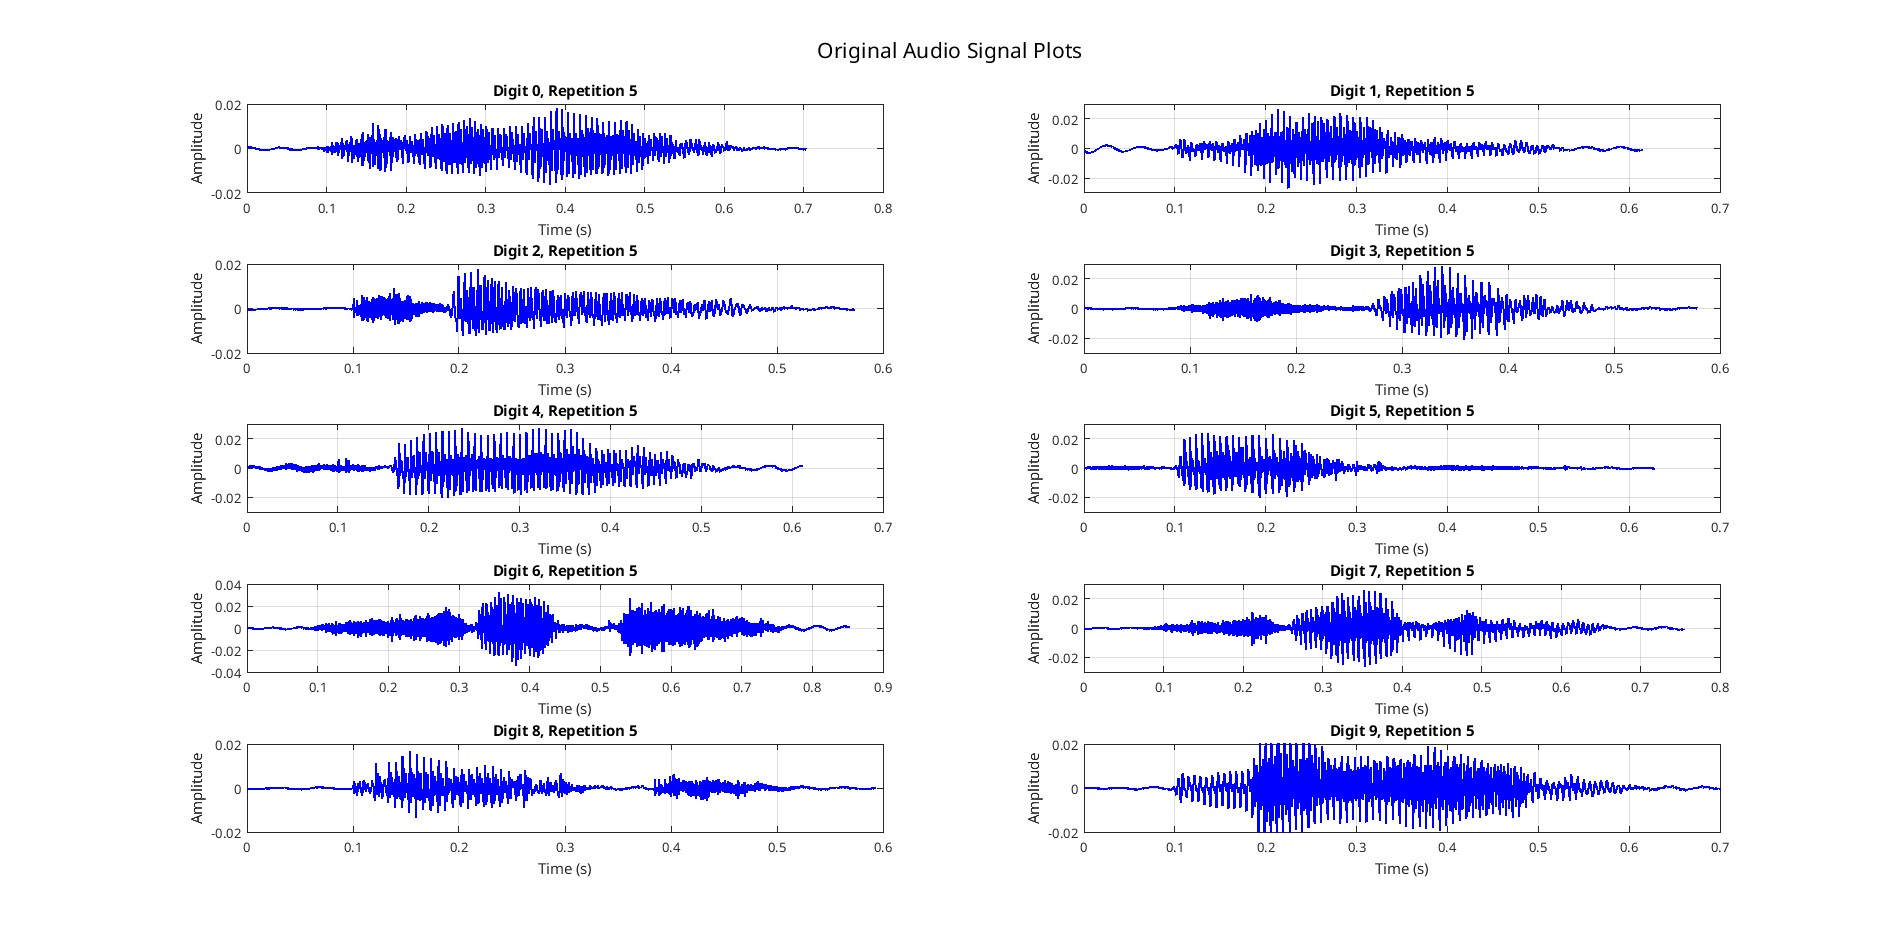 Original Audio Signal Plots
Digit 0, Repetition 5
Amplitude
0.02
0
-0.02
0 0.1 0.2 0.3 0.4 0.5 0.6 0.7 0.8
Time (s)
Digit 1, Repetition 5
Amplitude
0.02
0
-0.02
0 0.1 0.2 0.3 0.4 0.5 0.6 0.7
Time (s)
Digit 2, Repetition 5
Amplitude
0.02
0
-0.02
0 0.1 0.2 0.3 0.4 0.5 0.6
Time (s)
Digit 3, Repetition 5
Amplitude
0.02
0
-0.02
0 0.1 0.2 0.3 0.4 0.5 0.6
Time (s)
Digit 4, Repetition 5
Amplitude
0.02
0
-0.02
0 0.1 0.2 0.3 0.4 0.5 0.6 0.7
Time (s)
Digit 5, Repetition 5
Amplitude
0.02
0
-0.02
0 0.1 0.2 0.3 0.4 0.5 0.6 0.7
Time (s)
Digit 6, Repetition 5
Amplitude
0.04
0.02
0
-0.02
-0.04
0 0.1 0.2 0.3 0.4 0.5 0.6 0.7 0.8 0.9
Time (s)
Digit 7, Repetition 5
Amplitude
0.02
0
-0.02
0 0.1 0.2 0.3 0.4 0.5 0.6 0.7 0.8
Time (s)
Digit 8, Repetition 5
Amplitude
0.02
0
-0.02
0 0.1 0.2 0.3 0.4 0.5 0.6
Time (s)
Digit 9, Repetition 5
Amplitude
0.02
0
-0.02
0 0.1 0.2 0.3 0.4 0.5 0.6 0.7
Time (s)